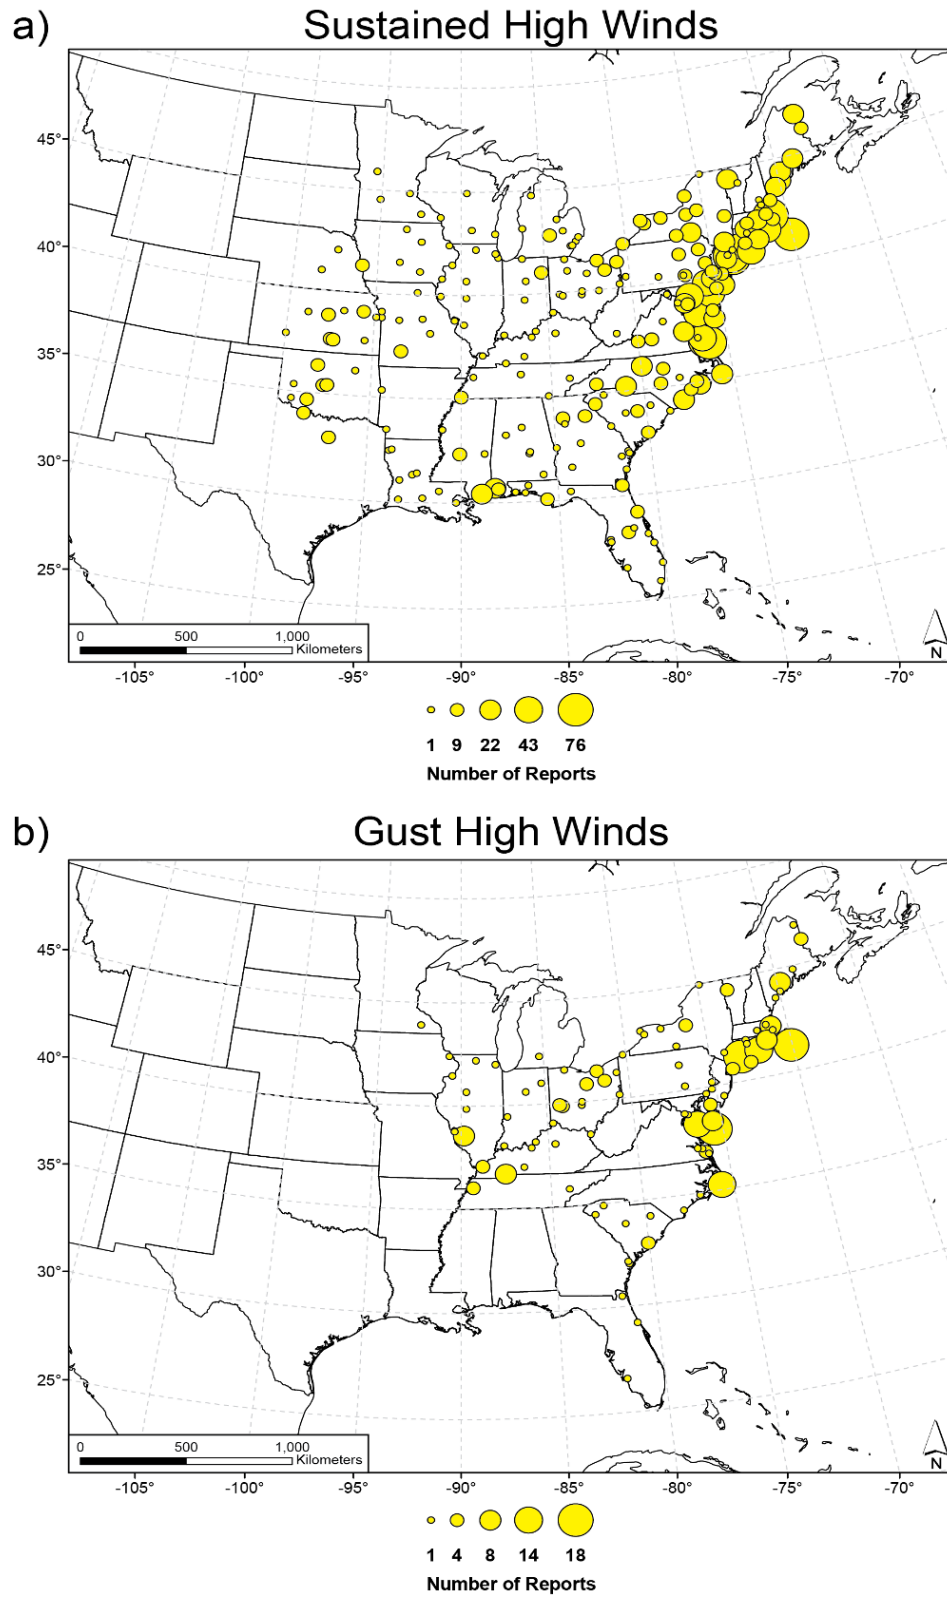 a) Sustained High Winds
45°
40°
35°
30°
25°
0 500 1,000
Kilometers
N
-105° -100° -95° -90° -85° -80° -75° -70°
1 9 22 43 76
Number of Reports
b) Gust High Winds
45°
40°
35°
30°
25°
0 500 1,000
Kilometers
N
-105° -100° -95° -90° -85° -80° -75° -70°
1 4 8 14 18
Number of Reports